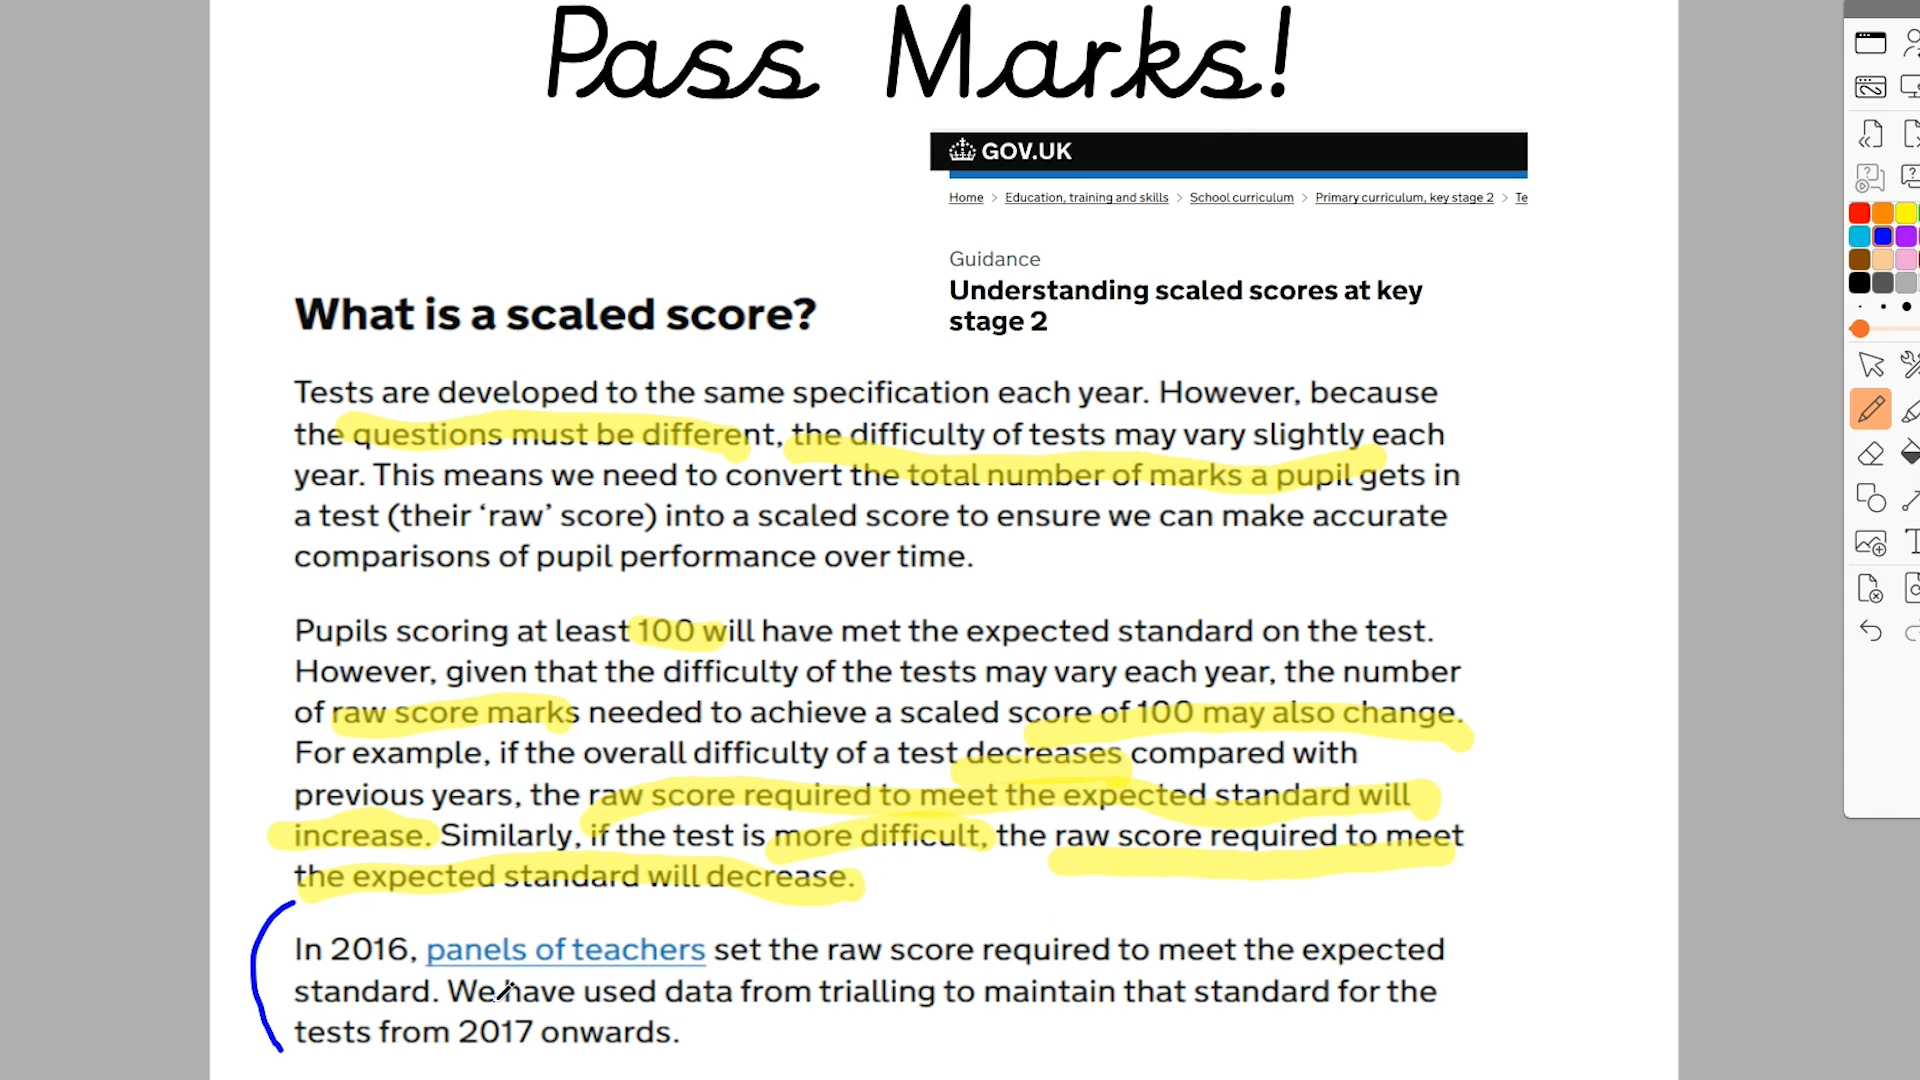 Pass Marks!
GOV.UK
Home > Education, training and skills > School curriculum > Primary curriculum, key stage 2 > Te
Guidance
Understanding scaled scores at key
stage 2
What is a scaled score?
Tests are developed to the same specification each year. However, because
the questions must be different, the difficulty of tests may vary slightly each
year. This means we need to convert the total number of marks a pupil gets in
a test (their ‘raw’ score) into a scaled score to ensure we can make accurate
comparisons of pupil performance over time.
Pupils scoring at least 100 will have met the expected standard on the test.
However, given that the difficulty of the tests may vary each year, the number
of raw score marks needed to achieve a scaled score of 100 may also change.
For example, if the overall difficulty of a test decreases compared with
previous years, the raw score required to meet the expected standard will
increase. Similarly, if the test is more difficult, the raw score required to meet
the expected standard will decrease.
In 2016, panels of teachers set the raw score required to meet the expected
standard. We have used data from trialling to maintain that standard for the
tests from 2017 onwards.